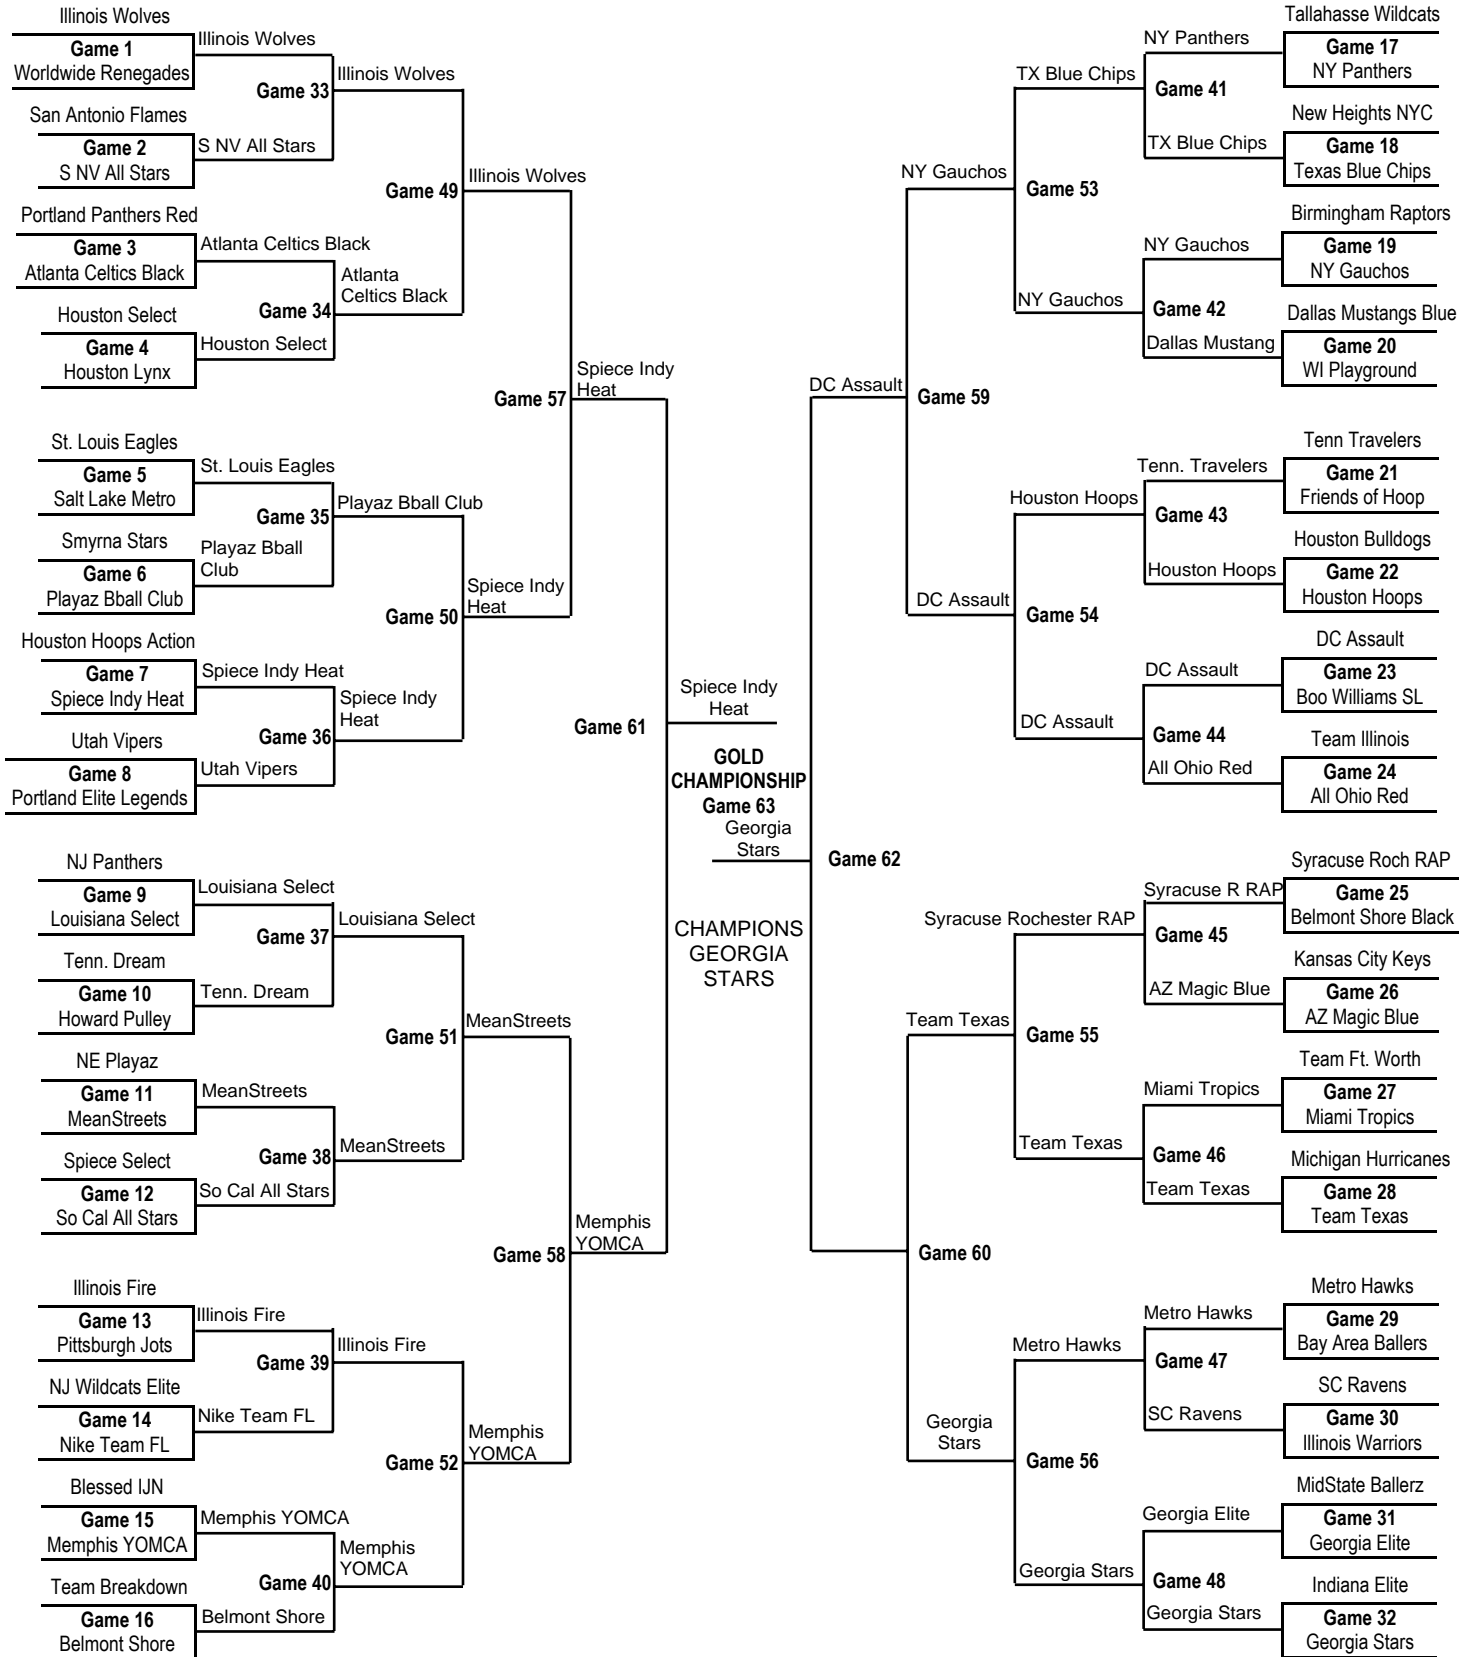 Illinois Wolves
Game 1
Worldwide Renegades
Illinois Wolves
Game 33
Illinois Wolves
San Antonio Flames
Game 2
S NV All Stars
S NV All Stars
Game 49
Illinois Wolves
Portland Panthers Red
Game 3
Atlanta Celtics Black
Atlanta Celtics Black
Game 34
Atlanta
Celtics Black
Houston Select
Game 4
Houston Lynx
Houston Select
Game 57
Spiece Indy
Heat
St. Louis Eagles
Game 5
Salt Lake Metro
St. Louis Eagles
Game 35
Playaz Bball Club
Smyrna Stars
Game 6
Playaz Bball Club
Playaz Bball
Club
Game 50
Spiece Indy
Heat
Houston Hoops Action
Game 7
Spiece Indy Heat
Spiece Indy Heat
Game 36
Spiece Indy
Heat
Utah Vipers
Game 8
Portland Elite Legends
Utah Vipers
Game 61
Spiece Indy
Heat
GOLD
CHAMPIONSHIP
Game 63
Georgia
Stars
CHAMPIONS
GEORGIA
STARS
NJ Panthers
Game 9
Louisiana Select
Louisiana Select
Game 37
Louisiana Select
Tenn. Dream
Game 10
Howard Pulley
Tenn. Dream
Game 51
MeanStreets
NE Playaz
Game 11
MeanStreets
MeanStreets
Game 38
MeanStreets
Spiece Select
Game 12
So Cal All Stars
So Cal All Stars
Game 58
Memphis
YOMCA
Illinois Fire
Game 13
Pittsburgh Jots
Illinois Fire
Game 39
Illinois Fire
NJ Wildcats Elite
Game 14
Nike Team FL
Nike Team FL
Game 52
Memphis
YOMCA
Blessed IJN
Game 15
Memphis YOMCA
Memphis YOMCA
Game 40
Memphis
YOMCA
Team Breakdown
Game 16
Belmont Shore
Belmont Shore
Tallahasse Wildcats
Game 17
NY Panthers
NY Panthers
Game 41
TX Blue Chips
New Heights NYC
Game 18
Texas Blue Chips
TX Blue Chips
Game 53
NY Gauchos
Birmingham Raptors
Game 19
NY Gauchos
NY Gauchos
Game 42
NY Gauchos
Dallas Mustangs Blue
Game 20
WI Playground
Dallas Mustang
Game 59
DC Assault
Tenn Travelers
Game 21
Friends of Hoop
Tenn. Travelers
Game 43
Houston Hoops
Houston Bulldogs
Game 22
Houston Hoops
Houston Hoops
Game 54
DC Assault
DC Assault
Game 23
Boo Williams SL
DC Assault
Game 44
DC Assault
Team Illinois
Game 24
All Ohio Red
All Ohio Red
Game 62
Syracuse Roch RAP
Game 25
Belmont Shore Black
Syracuse R RAP
Game 45
Syracuse Rochester RAP
Kansas City Keys
Game 26
AZ Magic Blue
AZ Magic Blue
Game 55
Team Texas
Team Ft. Worth
Game 27
Miami Tropics
Miami Tropics
Game 46
Team Texas
Michigan Hurricanes
Game 28
Team Texas
Team Texas
Game 60
Metro Hawks
Game 29
Bay Area Ballers
Metro Hawks
Game 47
Metro Hawks
SC Ravens
Game 30
Illinois Warriors
SC Ravens
Game 56
Georgia
Stars
MidState Ballerz
Game 31
Georgia Elite
Georgia Elite
Game 48
Georgia Stars
Indiana Elite
Game 32
Georgia Stars
Georgia Stars